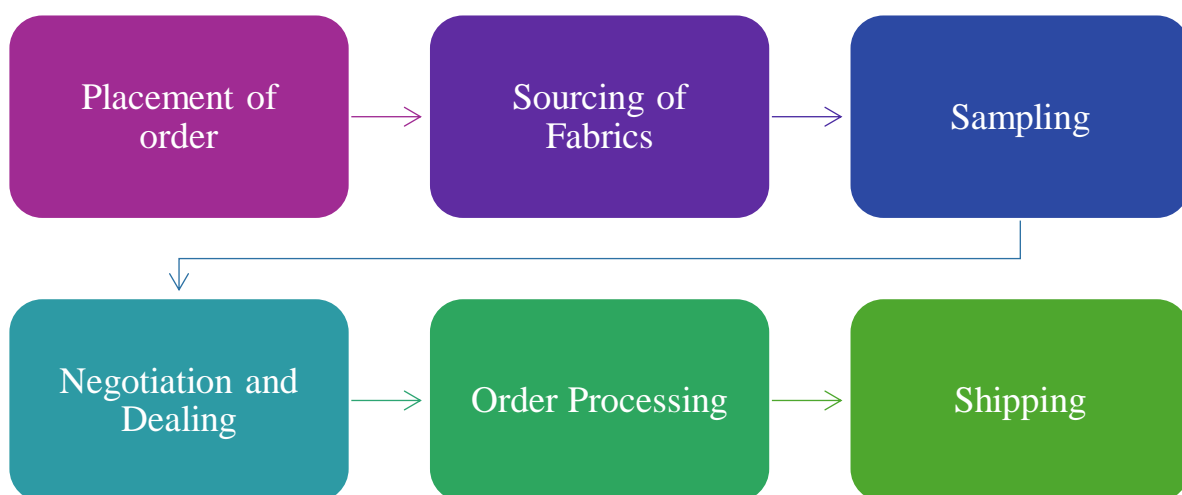 Placement of
order
Sourcing of
Fabrics
Sampling
Negotiation and
Dealing
Order Processing
Shipping